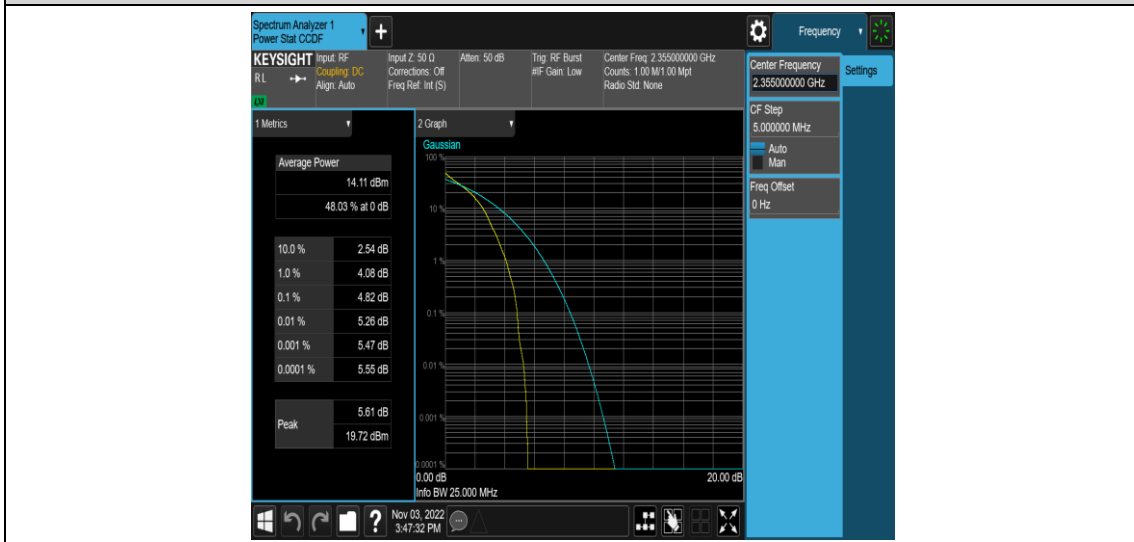 Spectrum Analyzer 1
Power Stat CCDF
+
Frequency
KEYSIGHT
Input: RF
Coupling: DC
Align: Auto
RL
LNI
Input Z: 50 Ω
Corrections: Off
Freq Ref: Int (S)
Atten: 50 dB
Trig: RF Burst
#IF Gain: Low
Center Freq: 2.355000000 GHz
Counts: 1.00 M/1.00 Mpt
Radio Std: None
Center Frequency
2.355000000 GHz
Settings
CF Step
5.000000 MHz
Auto
Man
Freq Offset
0 Hz
1 Metrics
Average Power
14.11 dBm
48.03 % at 0 dB
10.0 % 2.54 dB
1.0 % 4.08 dB
0.1 % 4.82 dB
0.01 % 5.26 dB
0.001 % 5.47 dB
0.0001 % 5.55 dB
Peak
5.61 dB
19.72 dBm
2 Graph
Gaussian
100 %
10 %
1 %
0.1 %
0.01 %
0.001 %
0.0001 %
0.00 dB 20.00 dB
Info BW 25.000 MHz
?
Nov 03, 2022
3:47:32 PM